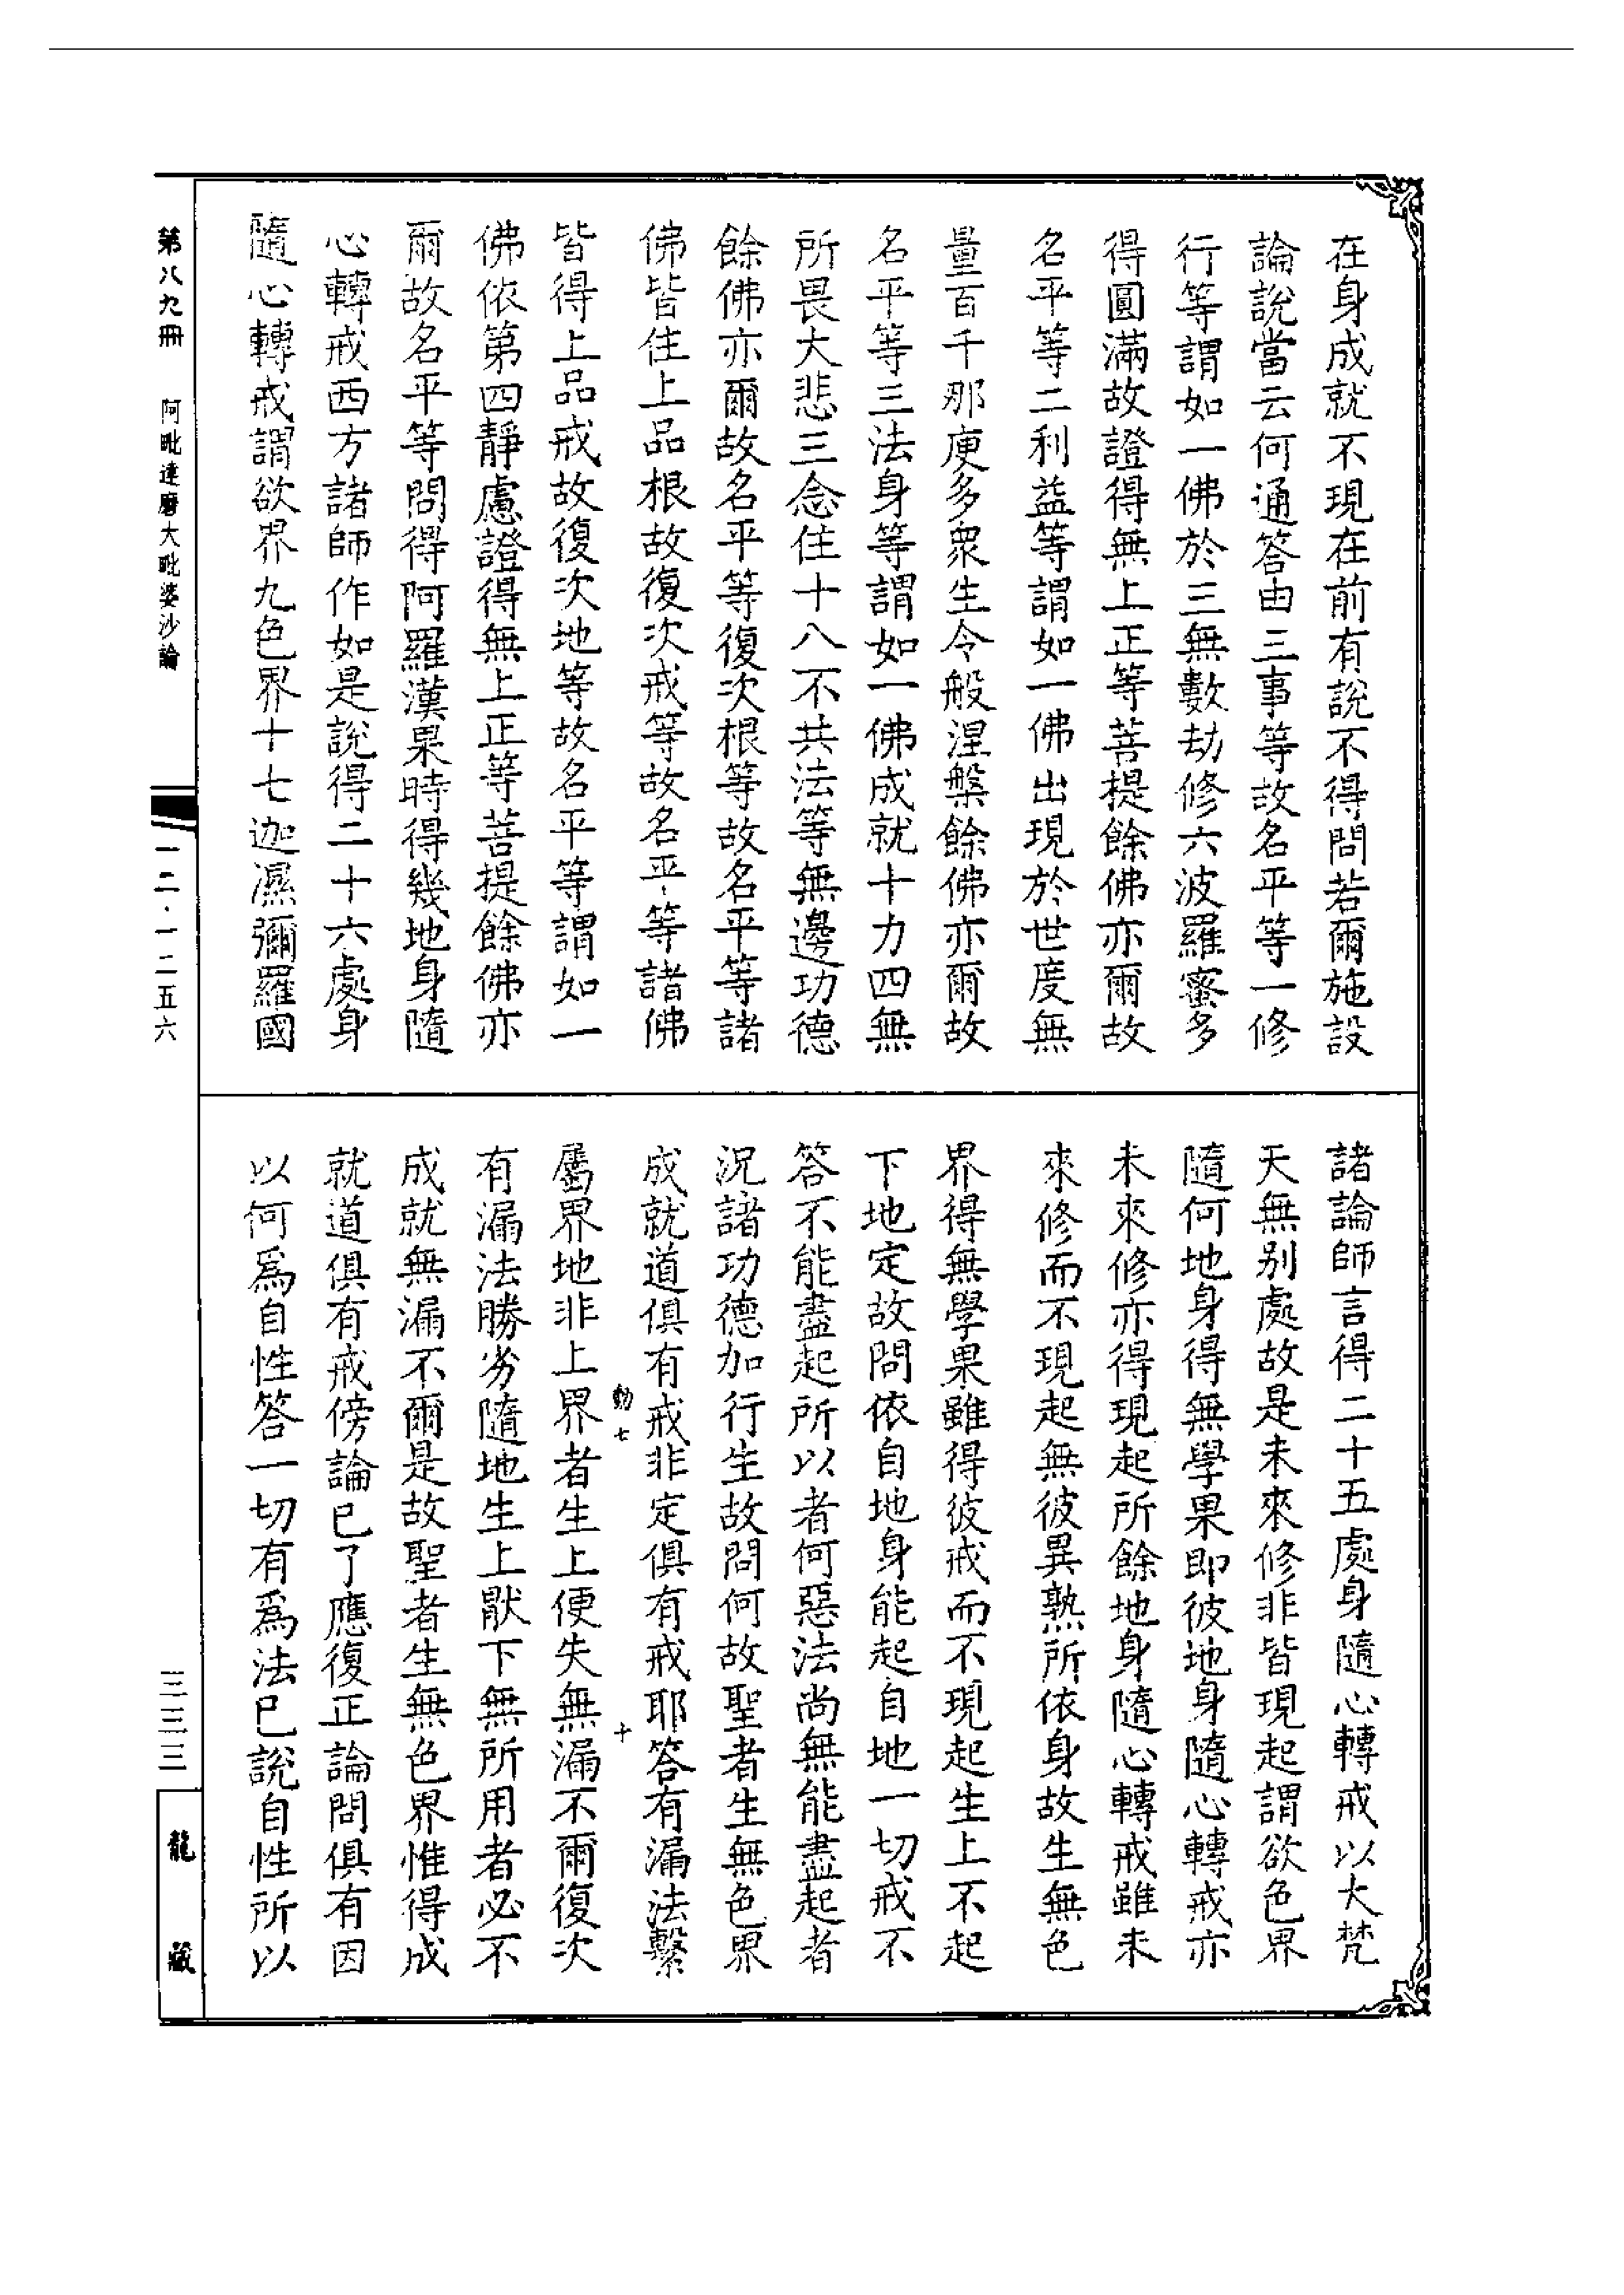 在身成就不現在前有說不得問若爾施設
論說當云何通答由三事等故名平等一修
行等謂如一佛於三無數劫修六波羅蜜多
得圓滿故證得無上正等菩提餘佛亦爾故
名平等二利益等謂如一佛出現於世度無
量百千那庾多衆生令般涅槃餘佛亦爾故
名平等三法身等謂如一佛成就十力四無
所畏大悲三念住十八不共法等無邊功德
餘佛亦爾故名平等復次根等故名平等諸
佛皆住上品根故復次戒等故名平等諸佛
皆得上品戒故復次地等故名平等謂如一
佛依第四靜慮證得無上正等菩提餘佛亦
爾故名平等問得阿羅漢果時得幾地身隨
心轉戒西方諸師作如是說得二十六處身
隨心轉戒謂欲界九色界十七迦濕彌羅國
諸論師言得二十五處身隨心轉戒以大梵
天無別處故是未來修非皆現起謂欲色界
隨何地身得無學果即彼地身隨心轉戒亦
未來修亦得現起所餘地身隨心轉戒雖未
來修而不現起無彼異熟所依身故生無色
界得無學果雖得彼戒而不現起生上不起
下地定故問依自地身能起自地一切戒不
答不能盡起所以者何惡法尚無能盡起者
況諸功德加行生故問何故聖者生無色界
成就道俱有戒非定俱有戒耶答有漏法繫
屬界地非上界者生上便失無漏不爾復次
有漏法勝劣隨地生上猒下無所用者必不
成就無漏不爾是故聖者生無色界惟得成
就道俱有戒傍論已了應復正論問俱有因
以何爲自性答一切有爲法已說自性所以
動七
十
第八九冊 阿毗達磨大毗婆沙論
一二·一二五六
三三三
龍藏